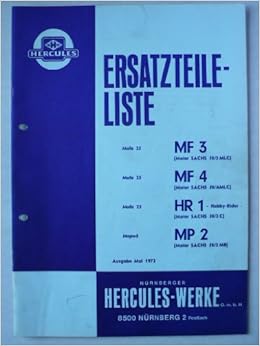 HERCULES
ERSATZTEILE-
LISTE
Mofa 25 MF 3
(Motor SACHS 50/2 MLC)
Mofa 25 MF 4
(Motor SACHS 50/AMLC)
Mofa 25 HR 1 - Hobby-Rider -
(Motor SACHS 50/2 C)
Moped MP 2
(Motor SACHS 50/2 MB)
Ausgabe Mai 1973
NÜRNBERGER
HERCULES-WERKE G.m.b.H
8500 NÜRNBERG 2 Postfach